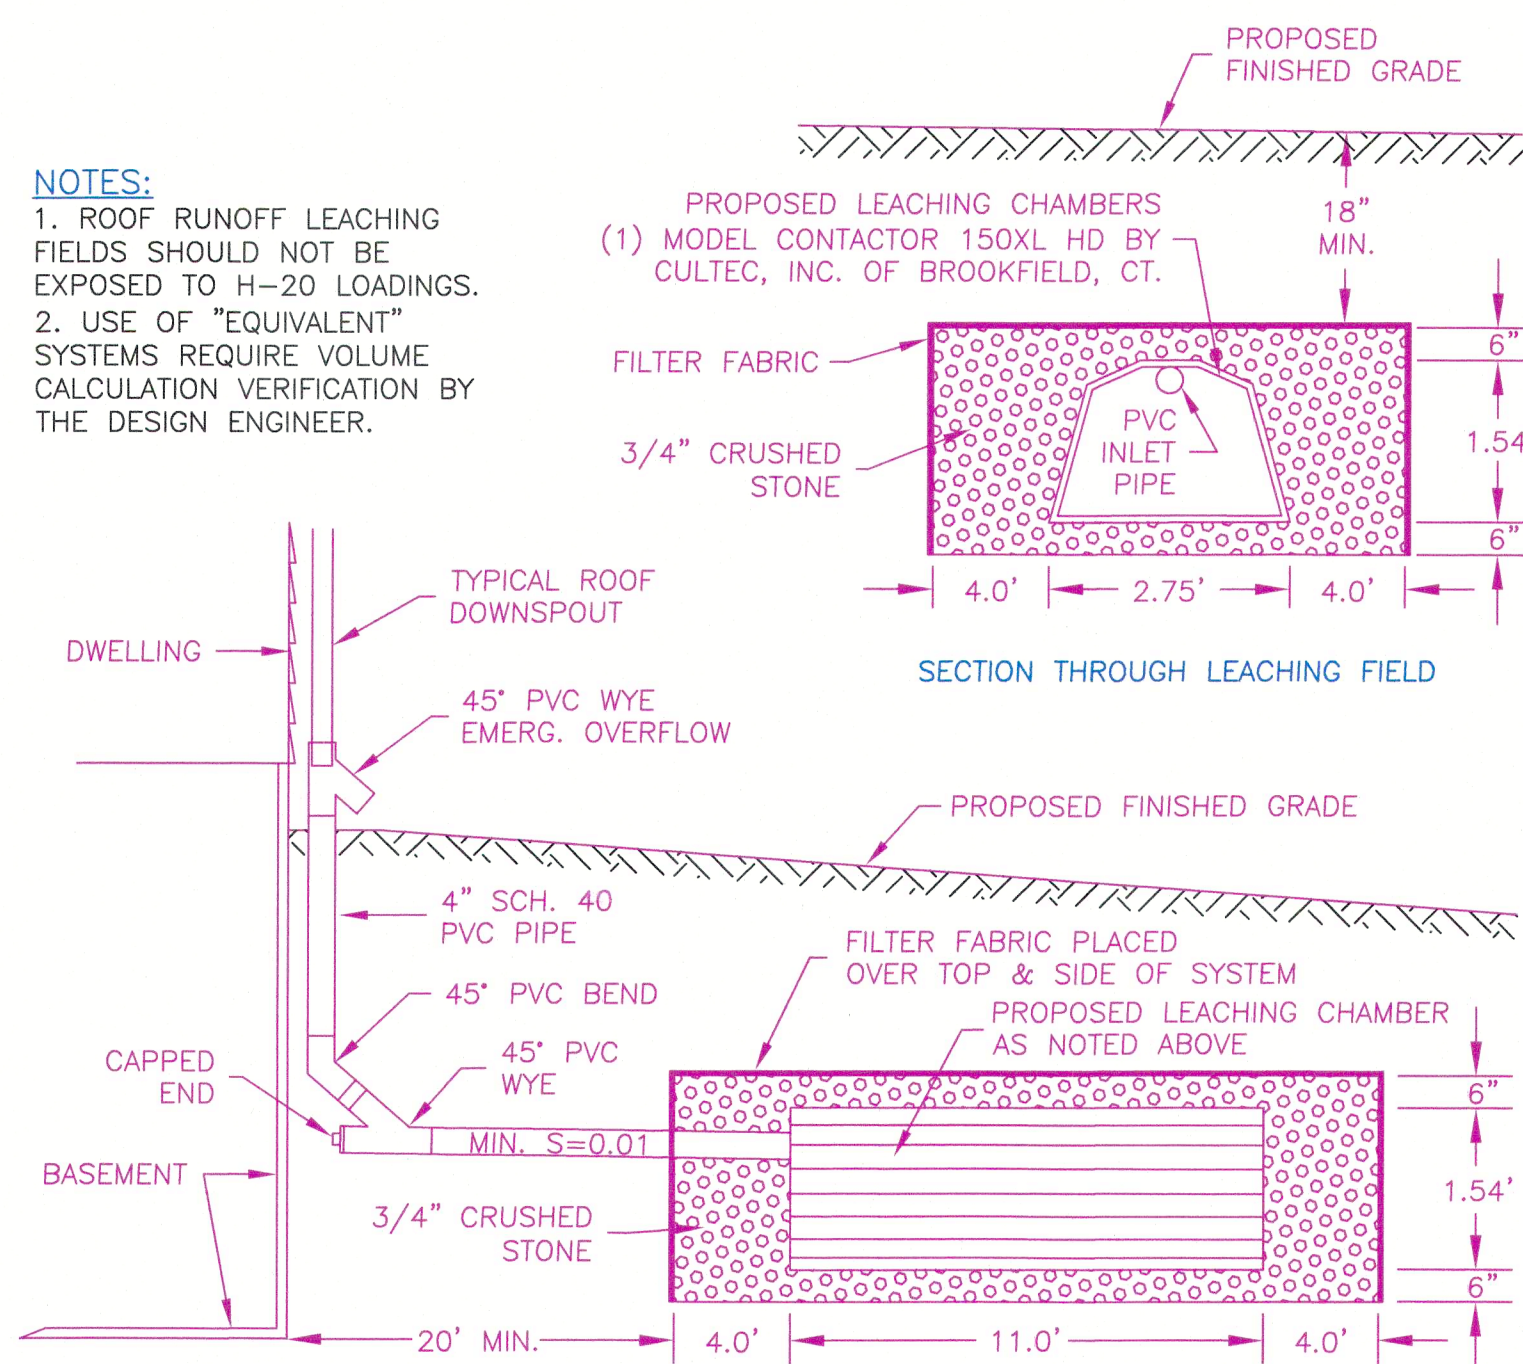 PROPOSED
FINISHED GRADE
NOTES:
1. ROOF RUNOFF LEACHING
FIELDS SHOULD NOT BE
EXPOSED TO H-20 LOADINGS.
2. USE OF "EQUIVALENT"
SYSTEMS REQUIRE VOLUME
CALCULATION VERIFICATION BY
THE DESIGN ENGINEER.
PROPOSED LEACHING CHAMBERS
(1) MODEL CONTACTOR 150XL HD BY
CULTEC, INC. OF BROOKFIELD, CT.
18"
MIN.
FILTER FABRIC
6"
3/4" CRUSHED
STONE
PVC
INLET
PIPE
1.54
6"
4.0'
2.75'
4.0'
SECTION THROUGH LEACHING FIELD
TYPICAL ROOF
DOWNSPOUT
DWELLING
45° PVC WYE
EMERG. OVERFLOW
PROPOSED FINISHED GRADE
4" SCH. 40
PVC PIPE
FILTER FABRIC PLACED
OVER TOP & SIDE OF SYSTEM
45° PVC BEND
PROPOSED LEACHING CHAMBER
AS NOTED ABOVE
CAPPED
END
45° PVC
WYE
6"
MIN. S=0.01
BASEMENT
1.54'
3/4" CRUSHED
STONE
6"
20' MIN.
4.0'
11.0'
4.0'